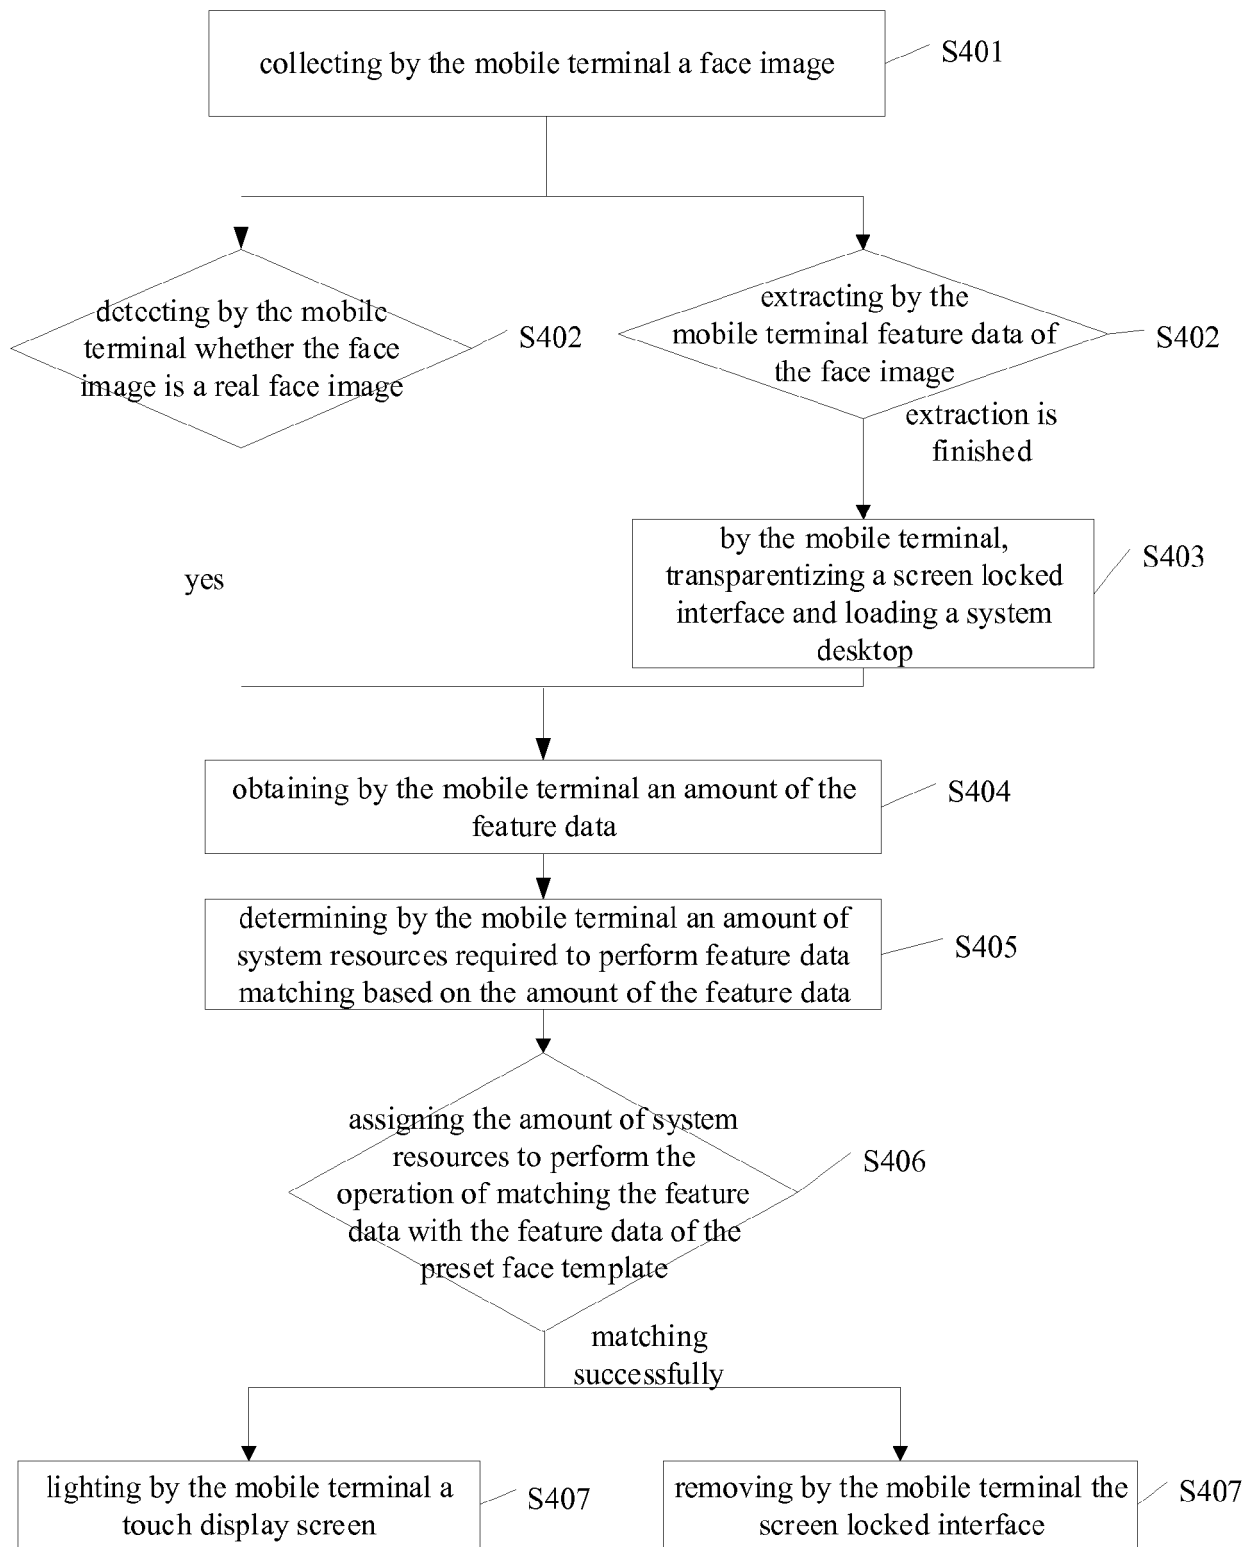 collecting by the mobile terminal a face image
S401
detecting by the mobile
terminal whether the face
image is a real face image
S402
extracting by the
mobile terminal feature data of
the face image
S402
extraction is
finished
by the mobile terminal,
transparentizing a screen locked
interface and loading a system
desktop
S403
yes
obtaining by the mobile terminal an amount of the
feature data
S404
determining by the mobile terminal an amount of
system resources required to perform feature data
matching based on the amount of the feature data
S405
assigning the amount of system
resources to perform the
operation of matching the feature
data with the feature data of the
preset face template
S406
matching
successfully
lighting by the mobile terminal a
touch display screen
S407
removing by the mobile terminal the
screen locked interface
S407